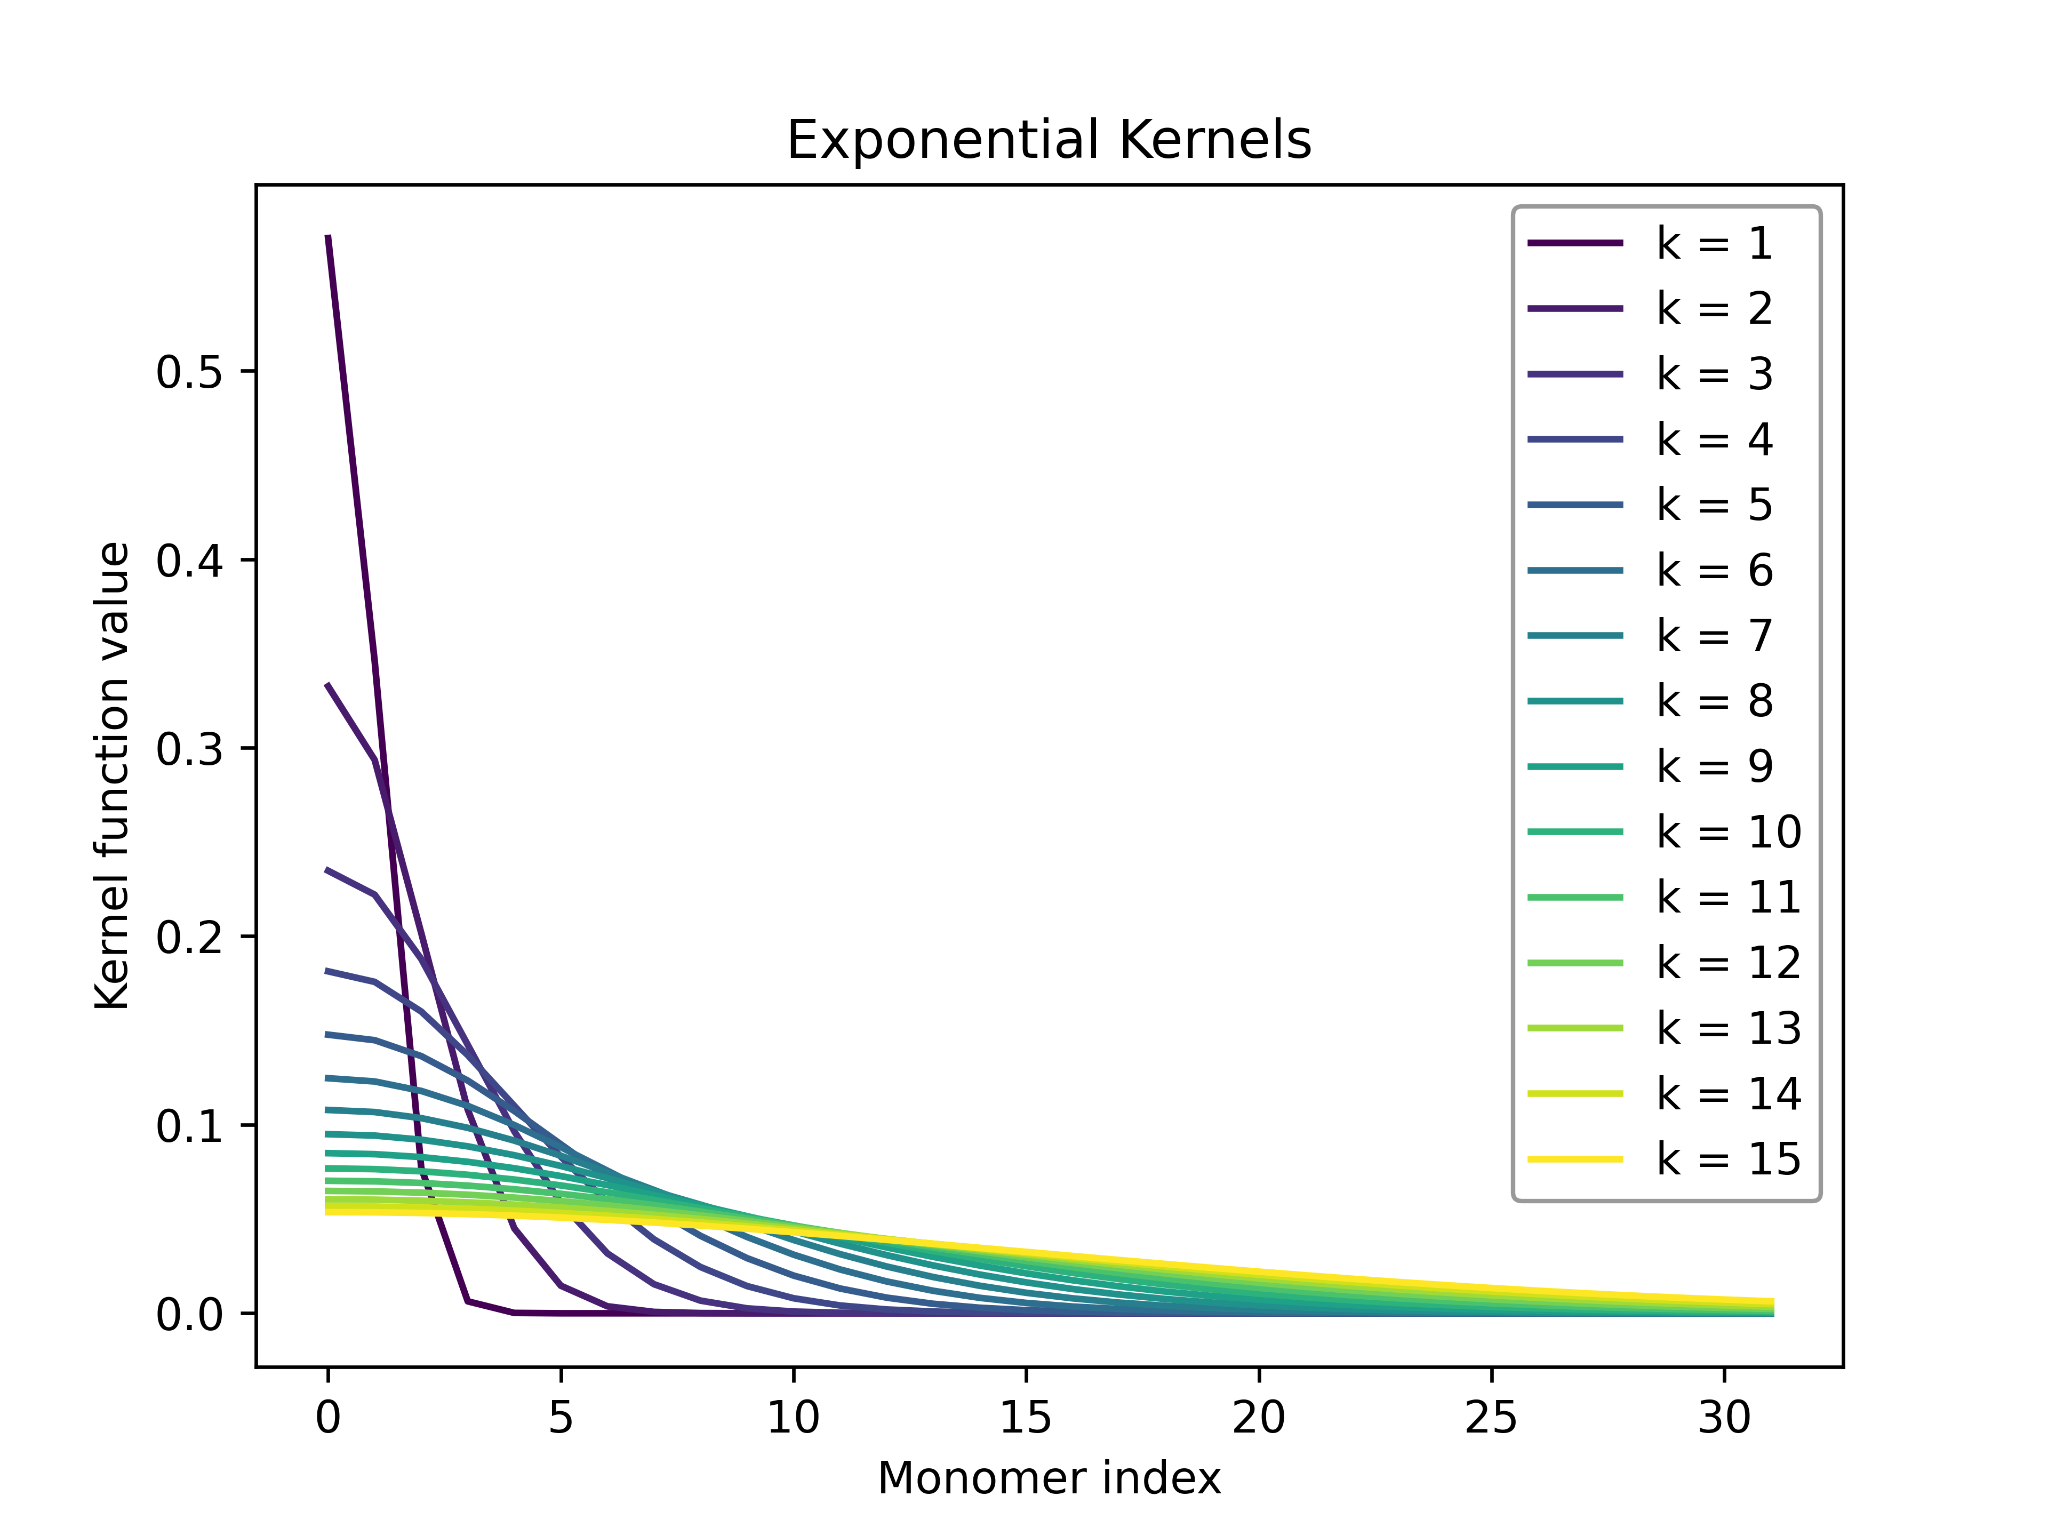 Exponential Kernels
k = 1
k = 2
k = 3
k = 4
k = 5
k = 6
k = 7
k = 8
k = 9
k = 10
k = 11
k = 12
k = 13
k = 14
k = 15
Kernel function value
0.5
0.4
0.3
0.2
0.1
0.0
0 5 10 15 20 25 30
Monomer index